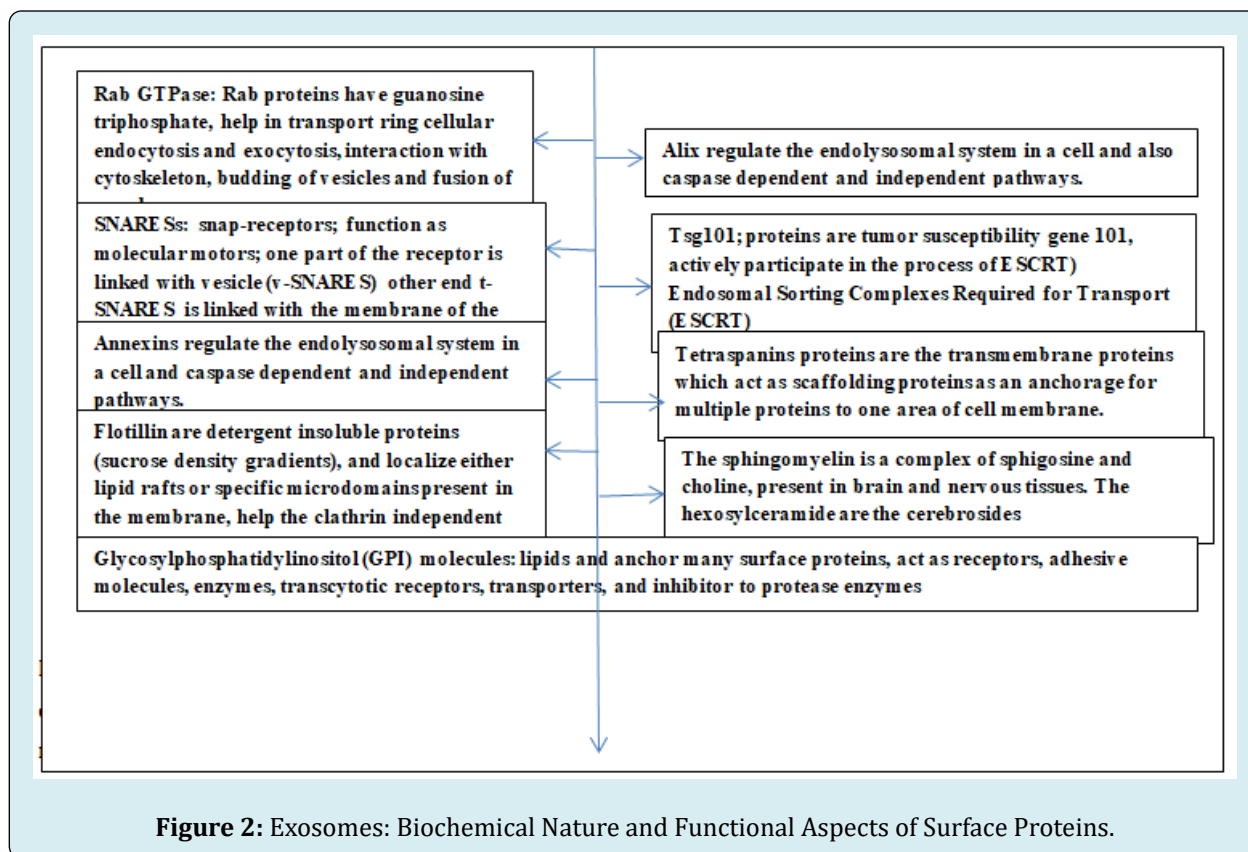 Rab GTPase: Rab proteins have guanosine
triphosphate, help in transport ring cellular
endocytosis and exocytosis, interaction with
cytoskeleton, budding of vesicles and fusion of
SNARESs: snap-receptors; function as
molecular motors; one part of the receptor is
linked with vesicle (v-SNARES) other end t-
SNARES is linked with the membrane of the
Annexins regulate the endolysosomal system in
a cell and caspase dependent and independent
pathways.
Flotillin are detergent insoluble proteins
(sucrose density gradients), and localize either
lipid rafts or specific microdomains present in
the membrane, help the clathrin independent
Alix regulate the endolysosomal system in a cell and also
caspase dependent and independent pathways.
Tsg101; proteins are tumor susceptibility gene 101,
actively participate in the process of ESCRT)
Endosomal Sorting Complexes Required for Transport
(ESCRT)
Tetraspanins proteins are the transmembrane proteins
which act as scaffolding proteins as an anchorage for
multiple proteins to one area of cell membrane.
The sphingomyelin is a complex of sphigosine and
choline, present in brain and nervous tissues. The
hexosylceramide are the cerebrosides
Glycosylphosphatidylinositol (GPI) molecules: lipids and anchor many surface proteins, act as receptors, adhesive
molecules, enzymes, transcytotic receptors, transporters, and inhibitor to protease enzymes
Figure 2: Exosomes: Biochemical Nature and Functional Aspects of Surface Proteins.